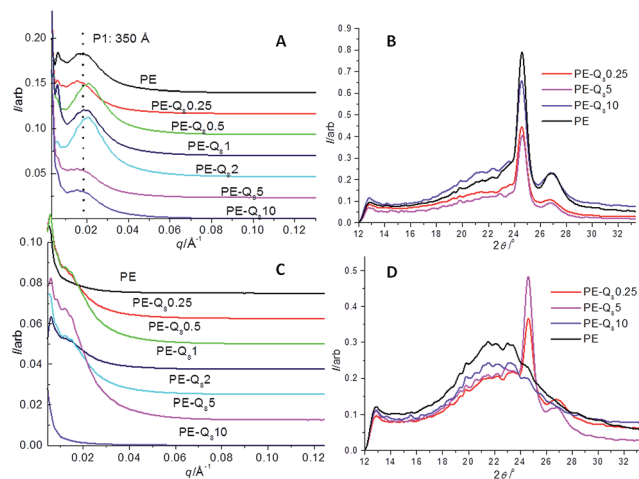 P1: 350 Å
A
PE
PE-Q₈0.25
PE-Q₈0.5
PE-Q₈1
PE-Q₈2
PE-Q₈5
PE-Q₈10
0.20
0.15
0.10
0.05
I/arb
0.02 0.04 0.06 0.08 0.10 0.12
q/Å⁻¹
B
PE-Q₈0.25
PE-Q₈5
PE-Q₈10
PE
0.9
0.8
0.7
0.6
0.5
0.4
0.3
0.2
0.1
0.0
I/arb
12 14 16 18 20 22 24 26 28 30 32
2θ/°
C
PE
PE-Q₈0.25
PE-Q₈0.5
PE-Q₈1
PE-Q₈2
PE-Q₈5
PE-Q₈10
0.10
0.08
0.06
0.04
0.02
0.00
I/arb
0.02 0.04 0.06 0.08 0.10 0.12
q/Å⁻¹
D
PE-Q₈0.25
PE-Q₈5
PE-Q₈10
PE
0.5
0.4
0.3
0.2
0.1
0.0
I/arb
12 14 16 18 20 22 24 26 28 30 32
2θ/°